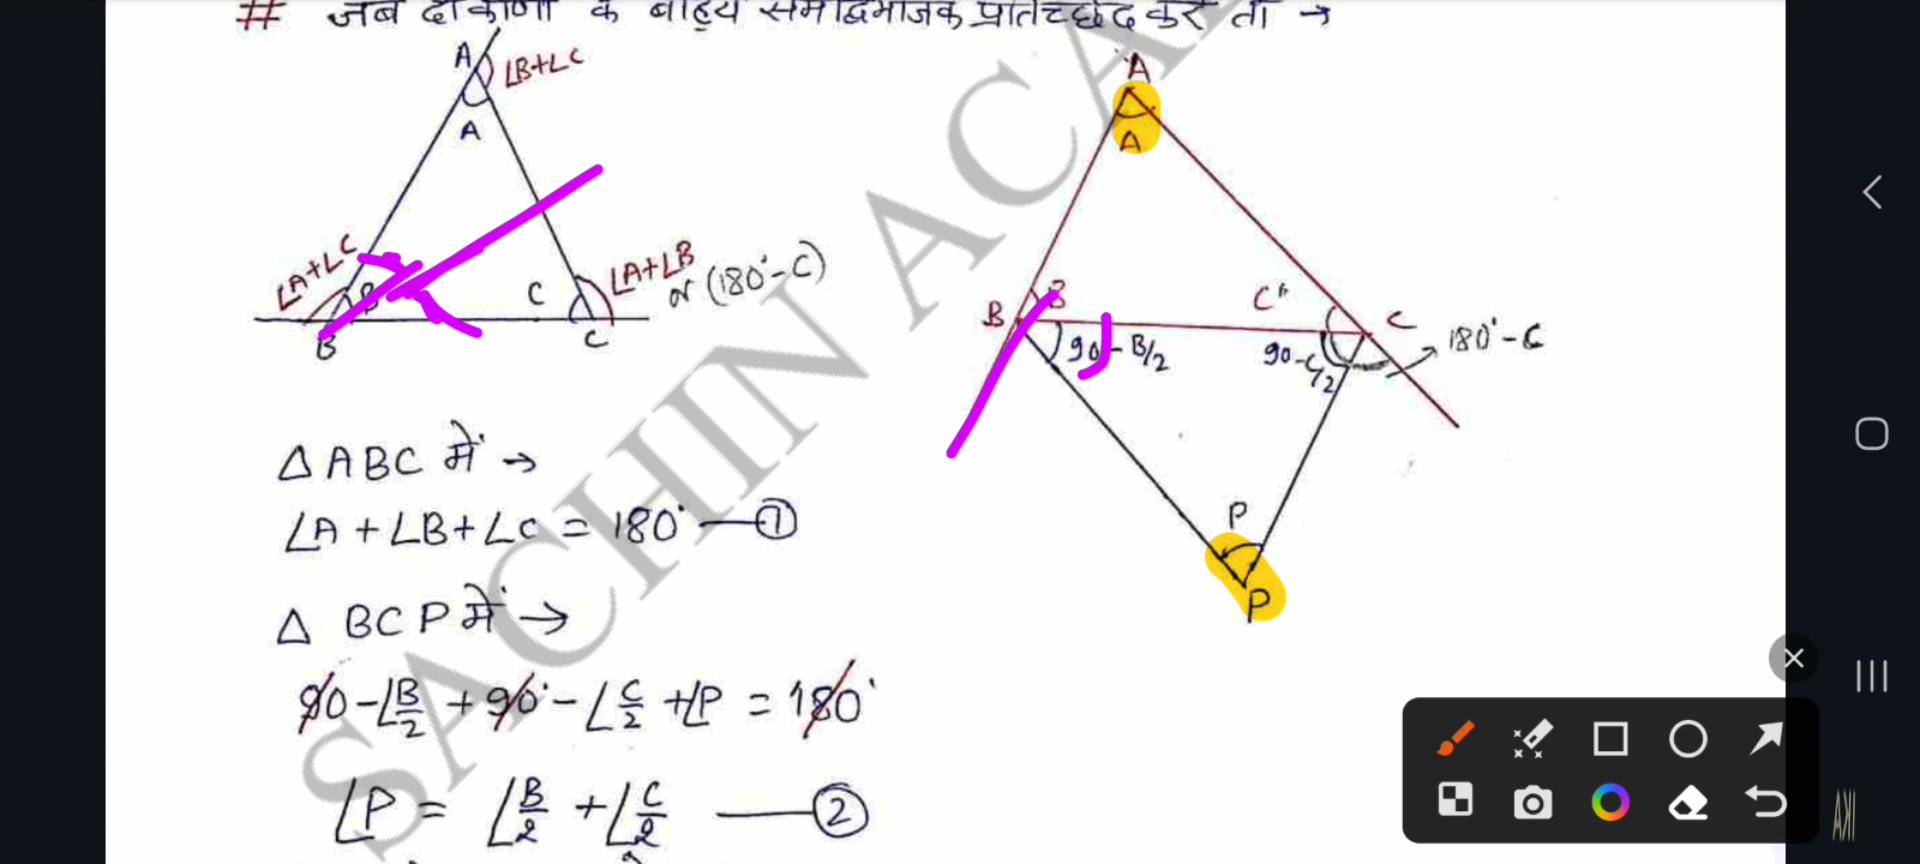 # जब दो कोणों के बाह्य समद्विभाजक प्रतिच्छेद करे तो →
A
∠B+∠C
A
∠A+∠C
B
B
C
C
∠A+∠B
or (180°-C)
A
A
B
B
C
C
90-B/2
90-C/2
180°-C
P
P
△ABC में →
∠A+∠B+∠C = 180° — ①
△ BCP में →
90-∠B/2 + 90°-∠C/2 + ∠P = 180°
∠P = ∠B/2 + ∠C/2 — ②
SACHIN ACA